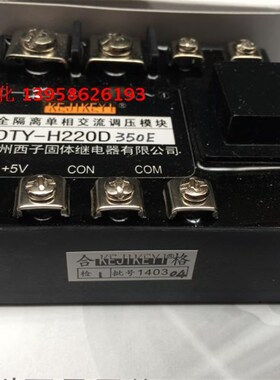 化 13958626193
KEJIKEYI
全隔离单相交流调压模块
DTY-H220D 350E
州西子固体继电器有限公司
+5V CON COM
合 KEJIKEYI 格
检 1 批号 1403